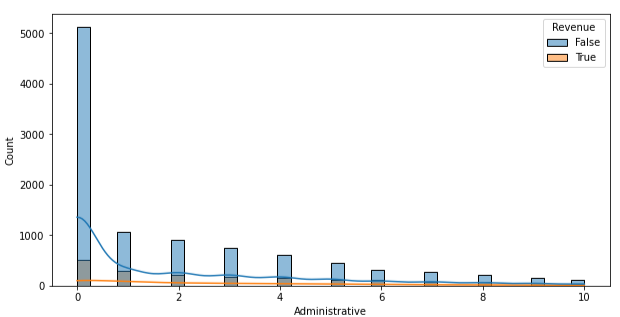 Revenue
False
True
5000
4000
3000
2000
1000
0
Count
0 2 4 6 8 10
Administrative